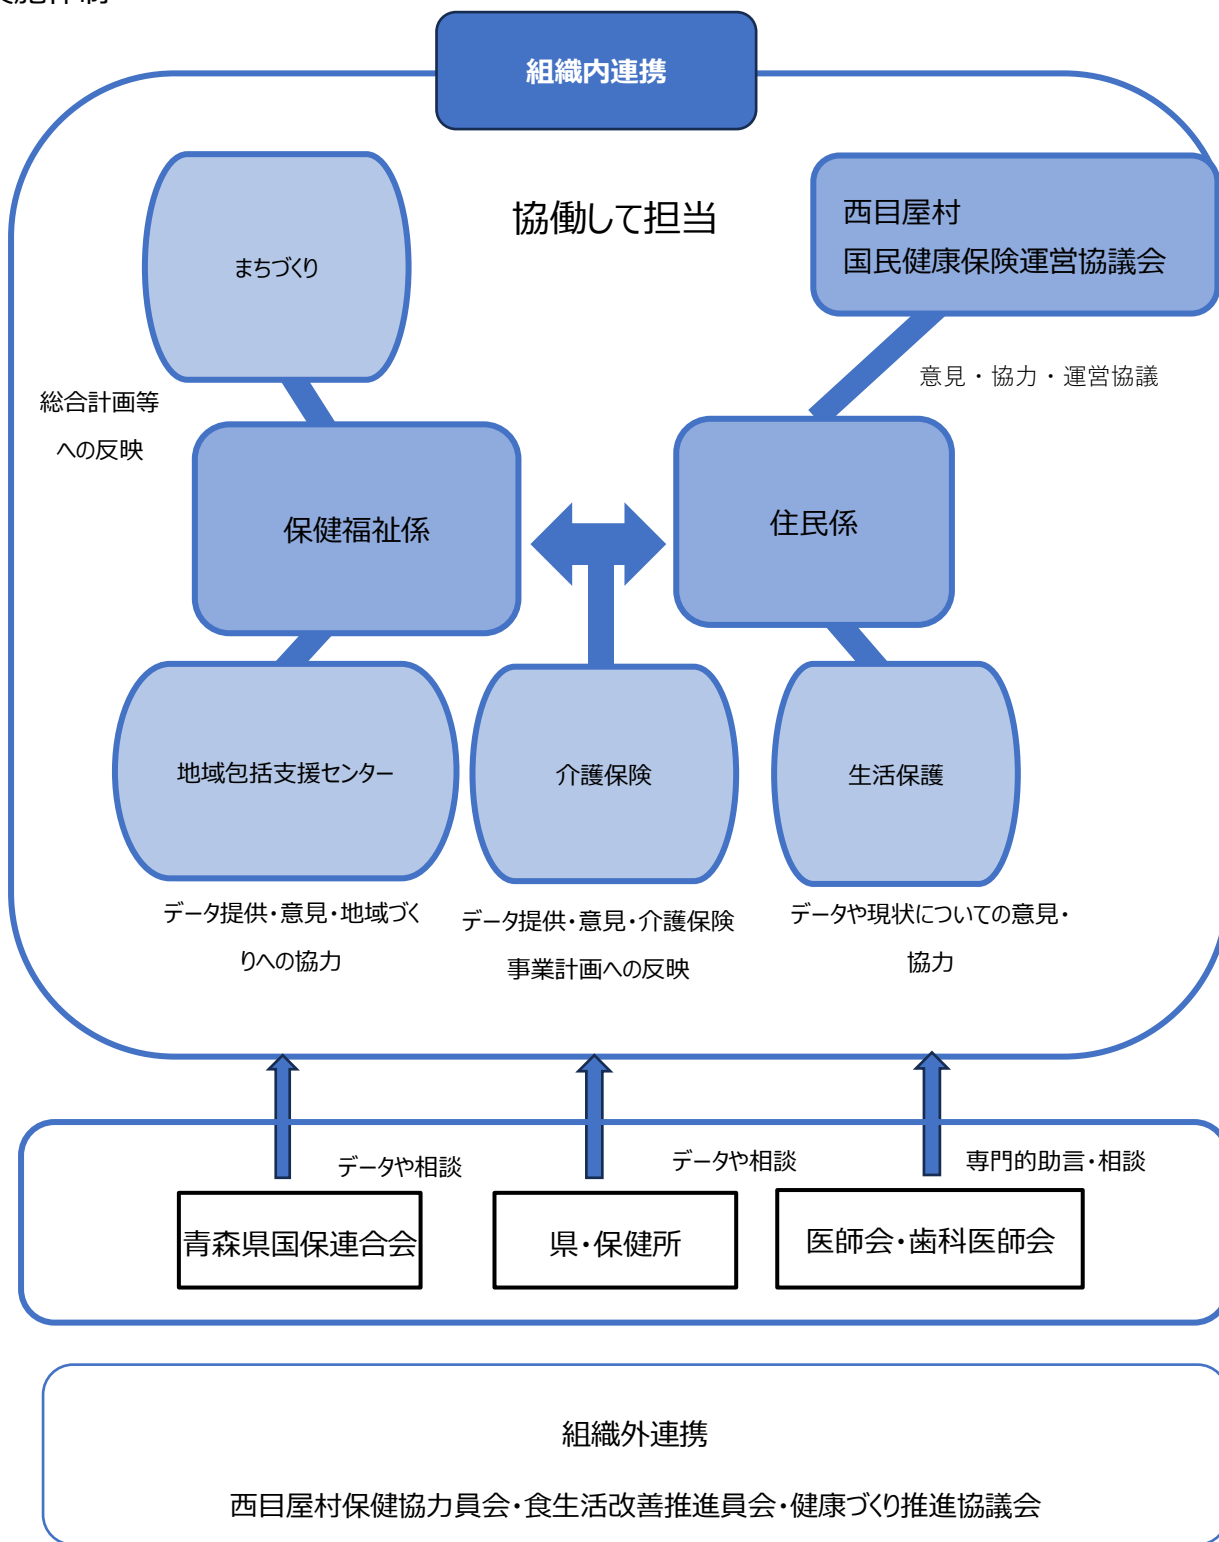 組織内連携
協働して担当
まちづくり
西目屋村
国民健康保険運営協議会
意見・協力・運営協議
総合計画等
への反映
保健福祉係
住民係
地域包括支援センター
介護保険
生活保護
データ提供・意見・地域づく
りへの協力
データ提供・意見・介護保険
事業計画への反映
データや現状についての意見・
協力
データや相談
データや相談
専門的助言・相談
青森県国保連合会
県・保健所
医師会・歯科医師会
組織外連携
西目屋村保健協力員会・食生活改善推進員会・健康づくり推進協議会